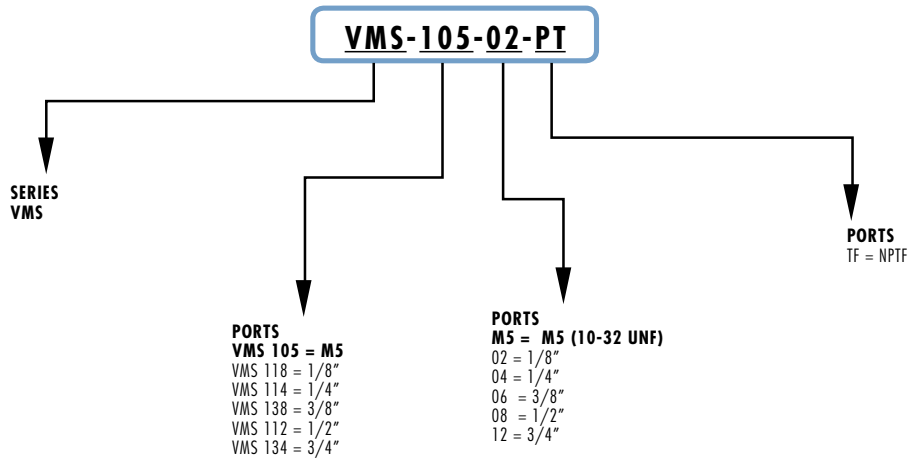 VMS-105-02-PT
SERIES
VMS
PORTS
VMS 105 = M5
VMS 118 = 1/8"
VMS 114 = 1/4"
VMS 138 = 3/8"
VMS 112 = 1/2"
VMS 134 = 3/4"
PORTS
M5 = M5 (10-32 UNF)
02 = 1/8"
04 = 1/4"
06 = 3/8"
08 = 1/2"
12 = 3/4"
PORTS
TF = NPTF